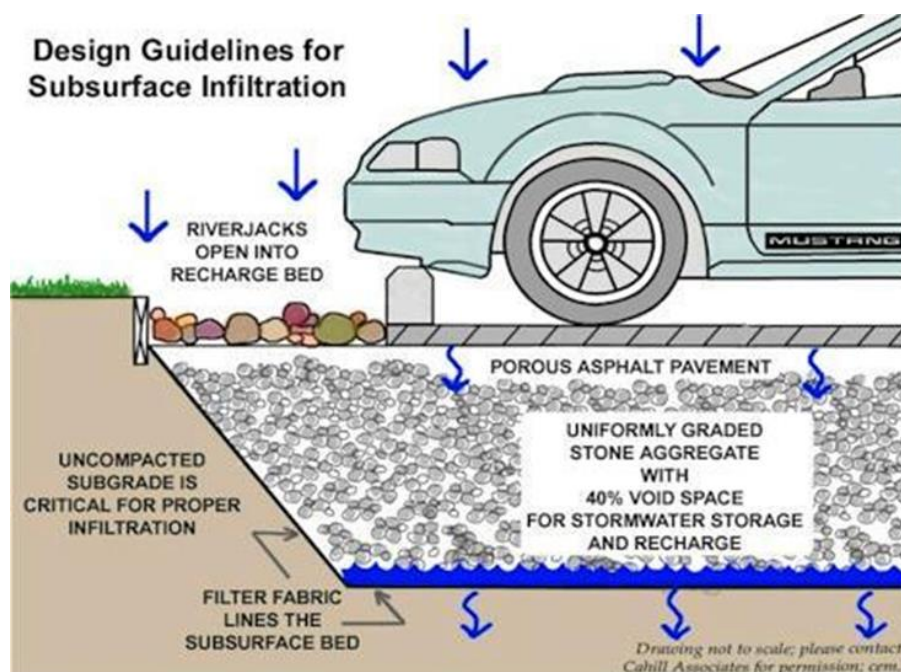 Design Guidelines for
Subsurface Infiltration
RIVERJACKS
OPEN INTO
RECHARGE BED
MUSTANG
POROUS ASPHALT PAVEMENT
UNIFORMLY GRADED
STONE AGGREGATE
WITH
40% VOID SPACE
FOR STORMWATER STORAGE
AND RECHARGE
UNCOMPACTED
SUBGRADE IS
CRITICAL FOR PROPER
INFILTRATION
FILTER FABRIC
LINES THE
SUBSURFACE BED
Drawing not to scale; please contact
Cahill Associates for permission;